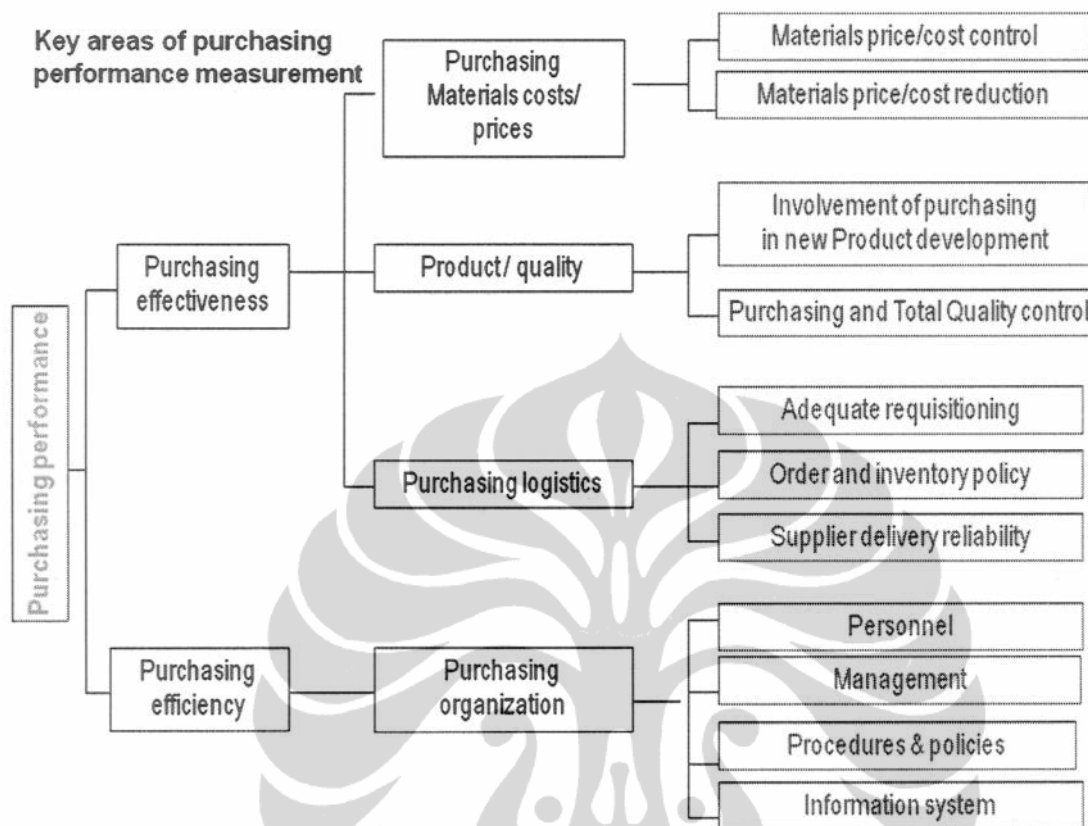 Key areas of purchasing
performance measurement
Purchasing performance
Purchasing
effectiveness
Purchasing
efficiency
Purchasing
Materials costs/
prices
Product/ quality
Purchasing logistics
Purchasing
organization
Materials price/cost control
Materials price/cost reduction
Involvement of purchasing
in new Product development
Purchasing and Total Quality control
Adequate requisitioning
Order and inventory policy
Supplier delivery reliability
Personnel
Management
Procedures & policies
Information system